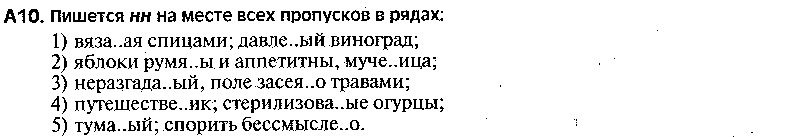 А10. Пишется нн на месте всех пропусков в рядах:
1) вяза..ая спицами; давле..ый виноград;
2) яблоки румя..ы и аппетитны, муче..ица;
3) неразгада..ый, поле засея..о травами;
4) путешестве..ик; стерилизова..ые огурцы;
5) тума..ый; спорить бессмысле..о.